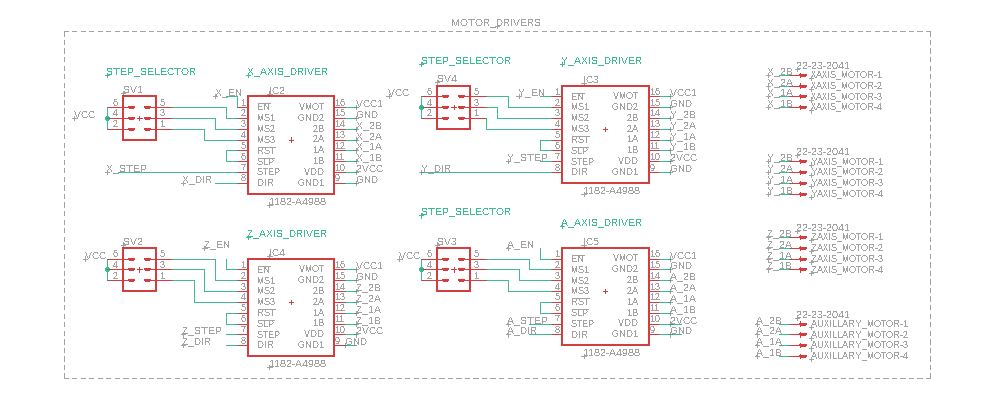 MOTOR_DRIVERS
STEP_SELECTOR
X_AXIS_DRIVER
SV1
VCC
6
4
2
5
3
1
X_EN
IC2
1 EN VMOT 16 VCC1
2 MS1 GND2 15 GND
3 MS2 2B 14 X_2B
4 MS3 2A 13 X_2A
5 RST 1A 12 X_1A
6 SLP 1B 11 X_1B
X_STEP 7 STEP VDD 10 2VCC
X_DIR 8 DIR GND1 9 GND
1182-A4988
STEP_SELECTOR
Y_AXIS_DRIVER
SV4
VCC
6
4
2
5
3
1
Y_EN
IC3
1 EN VMOT 16 VCC1
2 MS1 GND2 15 GND
3 MS2 2B 14 Y_2B
4 MS3 2A 13 Y_2A
5 RST 1A 12 Y_1A
6 SLP 1B 11 Y_1B
Y_STEP 7 STEP VDD 10 2VCC
Y_DIR 8 DIR GND1 9 GND
1182-A4988
22-23-2041
X_2B XAXIS_MOTOR-1
X_2A XAXIS_MOTOR-2
X_1A XAXIS_MOTOR-3
X_1B XAXIS_MOTOR-4
22-23-2041
Y_2B YAXIS_MOTOR-1
Y_2A YAXIS_MOTOR-2
Y_1A YAXIS_MOTOR-3
Y_1B YAXIS_MOTOR-4
Z_AXIS_DRIVER
SV2
VCC
6
4
2
5
3
1
Z_EN
IC4
1 EN VMOT 16 VCC1
2 MS1 GND2 15 GND
3 MS2 2B 14 Z_2B
4 MS3 2A 13 Z_2A
5 RST 1A 12 Z_1A
6 SLP 1B 11 Z_1B
Z_STEP 7 STEP VDD 10 2VCC
Z_DIR 8 DIR GND1 9 GND
1182-A4988
STEP_SELECTOR
A_AXIS_DRIVER
SV3
VCC
6
4
2
5
3
1
A_EN
IC5
1 EN VMOT 16 VCC1
2 MS1 GND2 15 GND
3 MS2 2B 14 A_2B
4 MS3 2A 13 A_2A
5 RST 1A 12 A_1A
6 SLP 1B 11 A_1B
A_STEP 7 STEP VDD 10 2VCC
A_DIR 8 DIR GND1 9 GND
1182-A4988
22-23-2041
Z_2B ZAXIS_MOTOR-1
Z_2A ZAXIS_MOTOR-2
Z_1A ZAXIS_MOTOR-3
Z_1B ZAXIS_MOTOR-4
22-23-2041
A_2B AUXILLARY_MOTOR-1
A_2A AUXILLARY_MOTOR-2
A_1A AUXILLARY_MOTOR-3
A_1B AUXILLARY_MOTOR-4